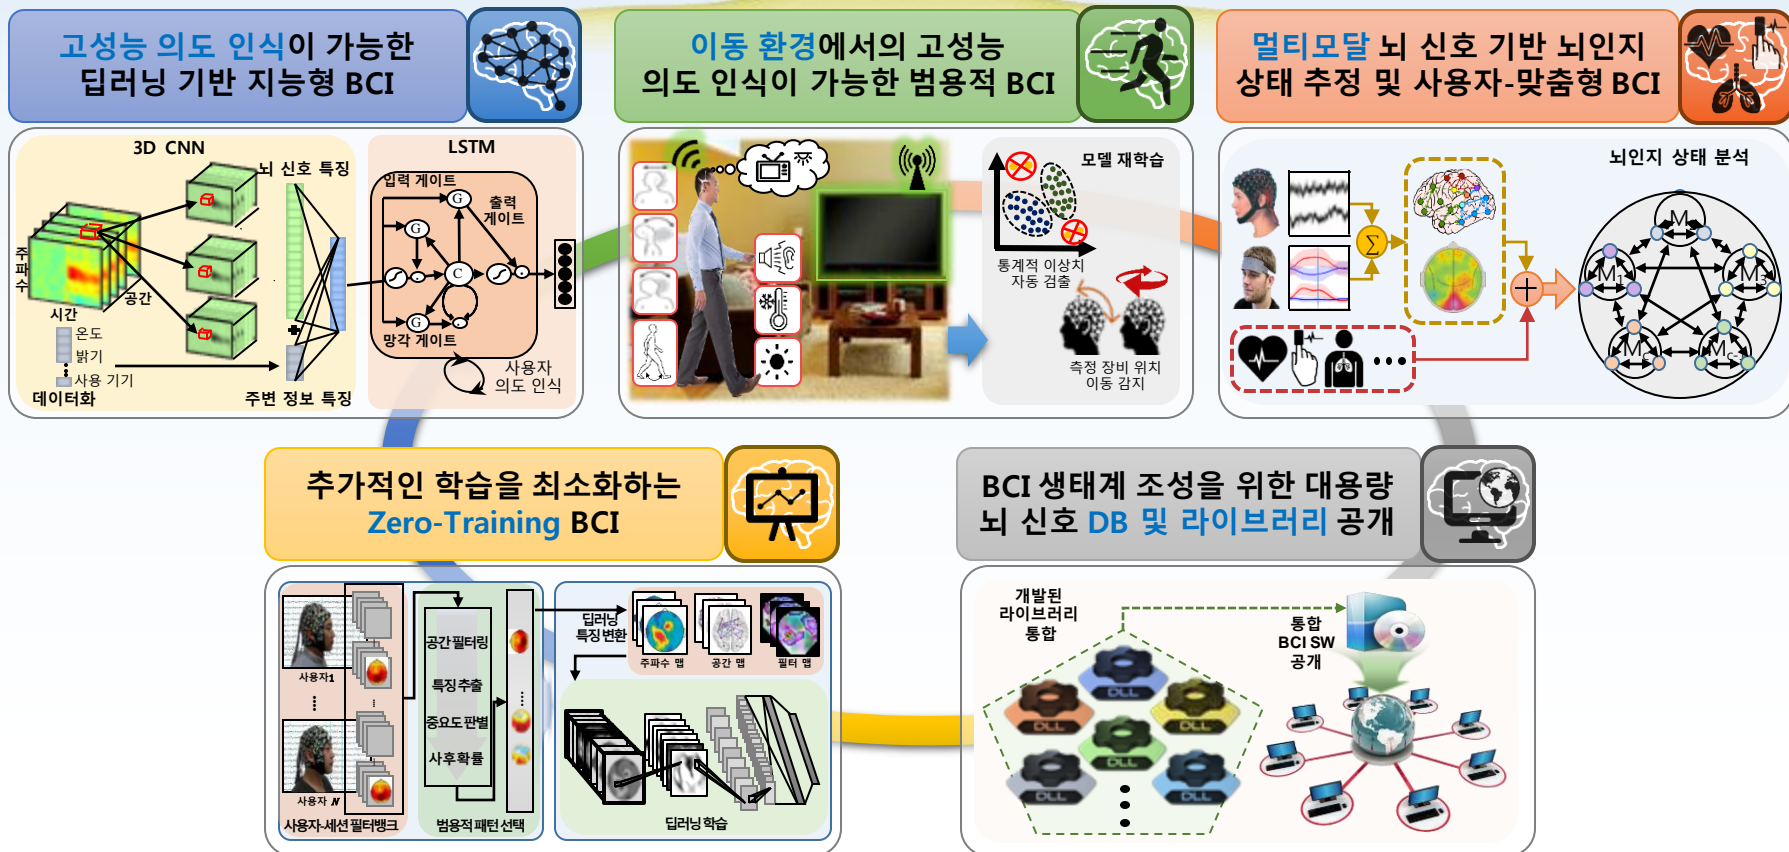 고성능 의도 인식이 가능한
딥러닝 기반 지능형 BCI
이동 환경에서의 고성능
의도 인식이 가능한 범용적 BCI
멀티모달 뇌 신호 기반 뇌인지
상태 추정 및 사용자-맞춤형 BCI
3D CNN
뇌 신호 특징
주파수
공간
시간
온도
밝기
사용 기기
데이터화
주변 정보 특징
LSTM
입력 게이트
출력
게이트
G
G
C
G
망각 게이트
사용자
의도 인식
모델 재학습
통계적 이상치
자동 검출
측정 장비 위치
이동 감지
뇌인지 상태 분석
Σ
+
M
M1
M3
Mc
Mc-1
추가적인 학습을 최소화하는
Zero-Training BCI
BCI 생태계 조성을 위한 대용량
뇌 신호 DB 및 라이브러리 공개
사용자1
사용자 N
사용자-세션 필터뱅크
공간 필터링
특징 추출
중요도 판별
사후 확률
범용적 패턴 선택
딥러닝
특징 변환
주파수 맵
공간 맵
필터 맵
딥러닝 학습
개발된
라이브러리
통합
DLL
DLL
DLL
DLL
DLL
DLL
통합
BCI SW
공개